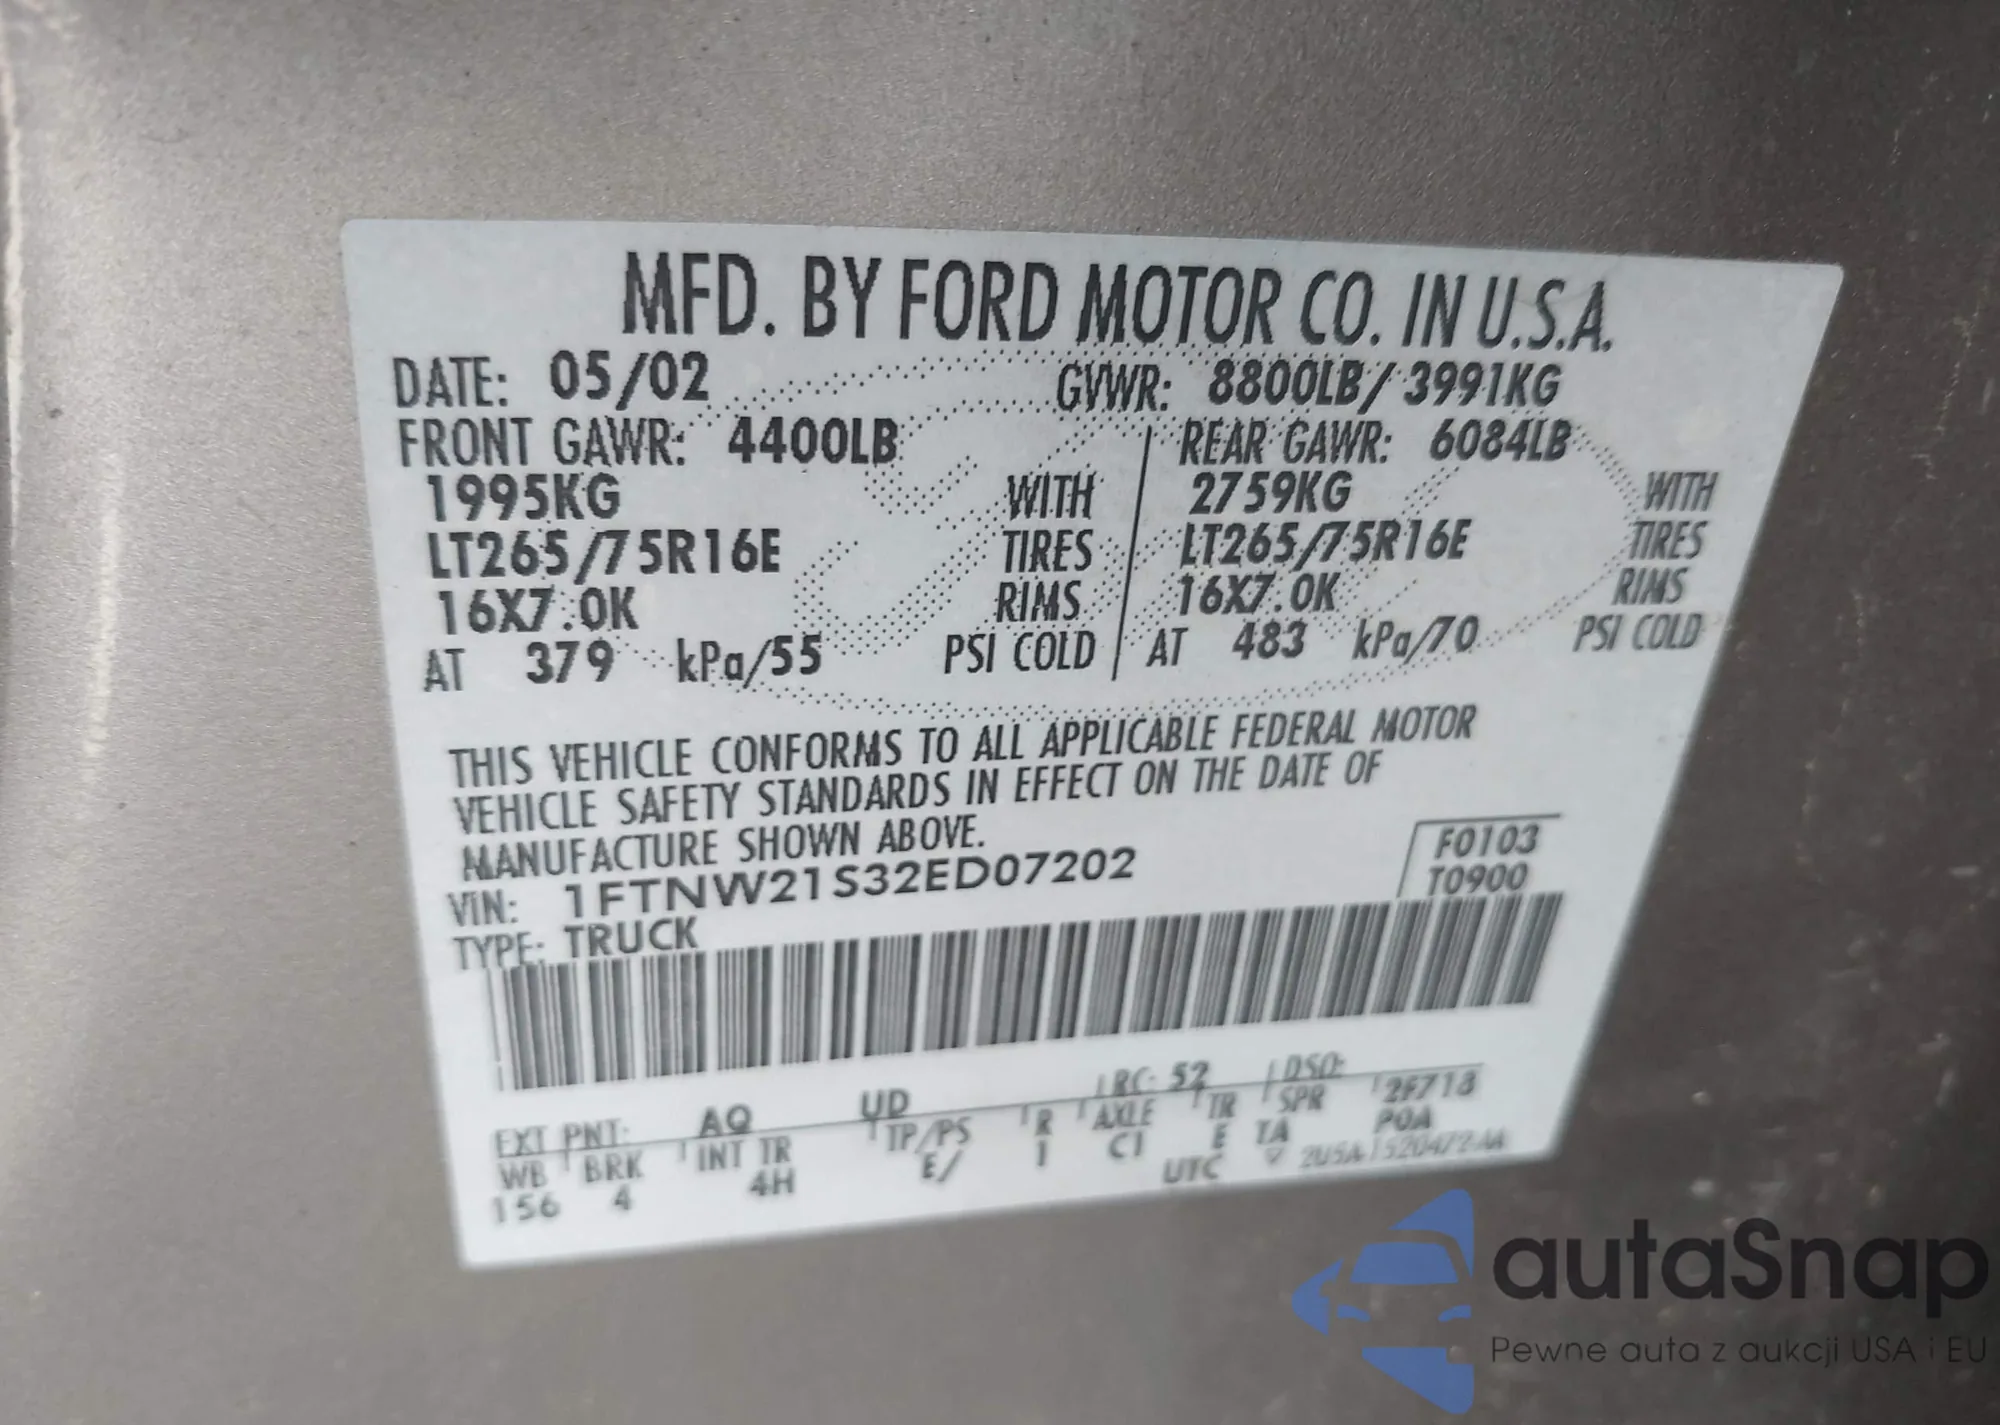 MFD. BY FORD MOTOR CO. IN U.S.A.
DATE: 05/02 GVWR: 8800LB/ 3991KG
FRONT GAWR: 4400LB REAR GAWR: 6084LB
1995KG WITH 2759KG WITH
LT265/75R16E TIRES LT265/75R16E TIRES
16X7.0K RIMS 16X7.0K RIMS
AT 379 kPa/55 PSI COLD AT 483 kPa/70 PSI COLD
THIS VEHICLE CONFORMS TO ALL APPLICABLE FEDERAL MOTOR
VEHICLE SAFETY STANDARDS IN EFFECT ON THE DATE OF
MANUFACTURE SHOWN ABOVE.
F0103
VIN: 1FTNW21S32ED07202 T0900
TYPE: TRUCK
EXT PNT: AQ UD RC: 52 DSO:
WB BRK INT TR TP/PS R AXLE TR SPR 2F718
156 4 4H E/ 1 C1 E TA PQA
UTC
autaSnap
Pewne auta z aukcji USA i EU